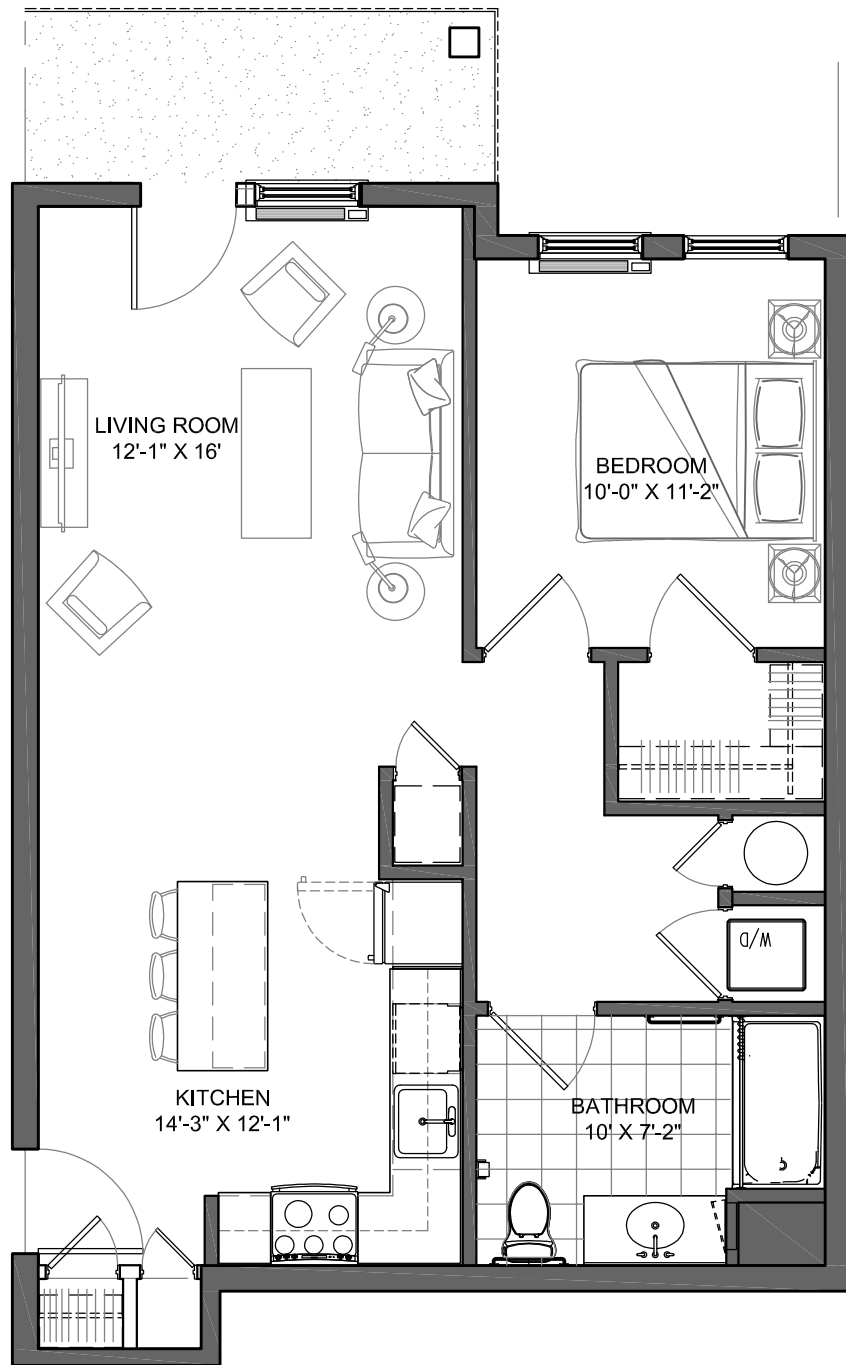 LIVING ROOM
12'-1" X 16'
BEDROOM
10'-0" X 11'-2"
W/D
KITCHEN
14'-3" X 12'-1"
BATHROOM
10' X 7'-2"